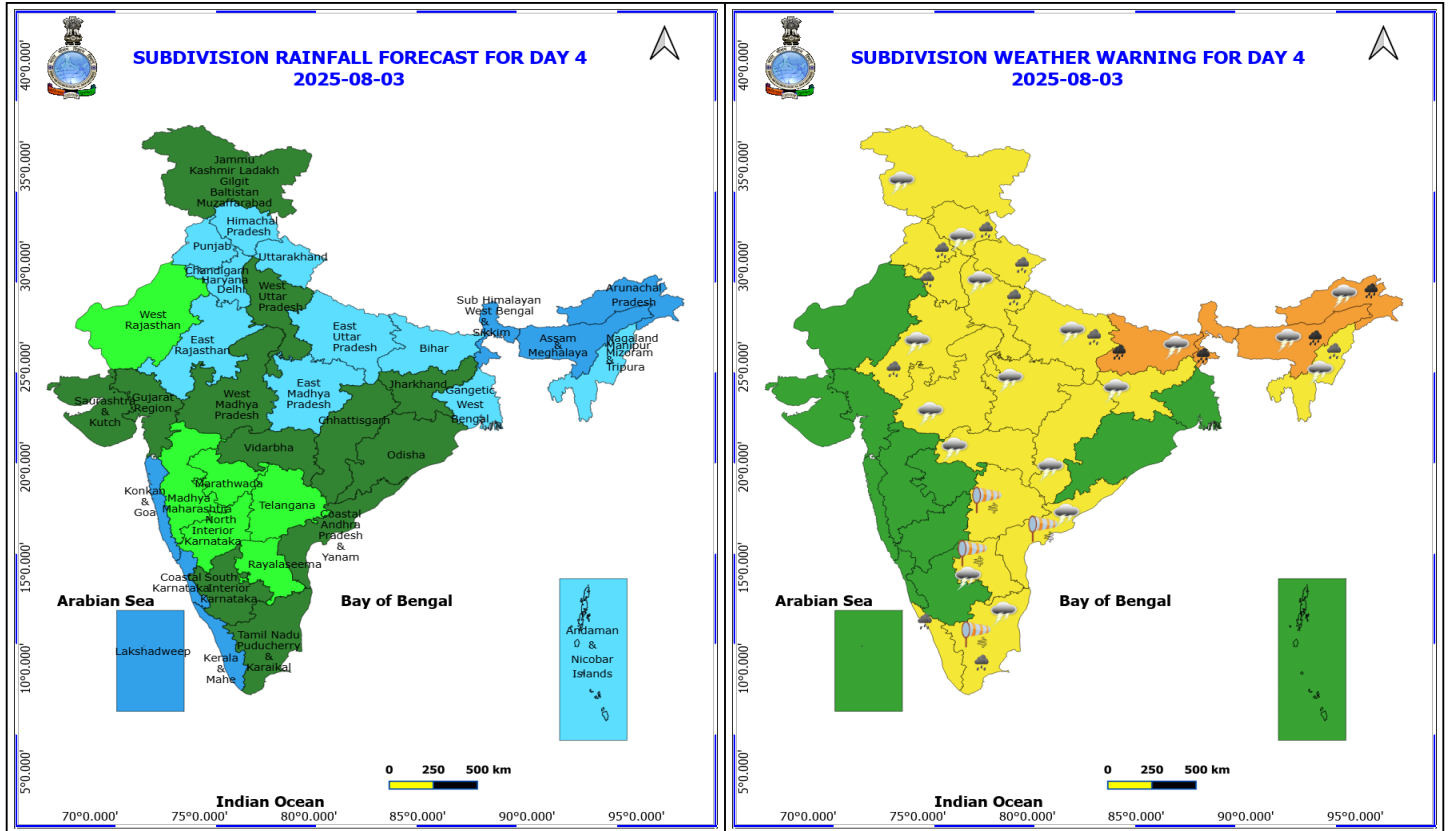 SUBDIVISION RAINFALL FORECAST FOR DAY 4
2025-08-03
40°0.000'
35°0.000'
30°0.000'
25°0.000'
20°0.000'
15°0.000'
10°0.000'
5°0.000'
Jammu
Kashmir Ladakh
Gilgit
Baltistan
Muzaffarabad
Himachal
Pradesh
Punjab
Uttarakhand
Chandigarh
Haryana
Delhi
West
Uttar
Pradesh
West
Rajasthan
East
Rajasthan
East
Uttar
Pradesh
Bihar
Sub Himalayan
West Bengal
&
Sikkim
Arunachal
Pradesh
Assam
&
Meghalaya
Nagaland
Manipur
Mizoram
&
Tripura
Saurashtra
&
Kutch
Gujarat
Region
West
Madhya
Pradesh
East
Madhya
Pradesh
Jharkhand
Gangetic
West
Bengal
Chhattisgarh
Vidarbha
Odisha
Konkan
&
Goa
Madhya
Maharashtra
Marathwada
Telangana
North
Interior
Karnataka
Coastal
Andhra
Pradesh
&
Yanam
Rayalaseema
Coastal
Karnataka
South
Interior
Karnataka
Arabian Sea
Bay of Bengal
Lakshadweep
Kerala
&
Mahe
Tamil Nadu
Puducherry
&
Karaikal
Andaman
&
Nicobar
Islands
0 250 500 km
Indian Ocean
70°0.000' 75°0.000' 80°0.000' 85°0.000' 90°0.000' 95°0.000'
SUBDIVISION WEATHER WARNING FOR DAY 4
2025-08-03
40°0.000'
35°0.000'
30°0.000'
25°0.000'
20°0.000'
15°0.000'
10°0.000'
5°0.000'
Arabian Sea
Bay of Bengal
0 250 500 km
Indian Ocean
70°0.000' 75°0.000' 80°0.000' 85°0.000' 90°0.000' 95°0.000'